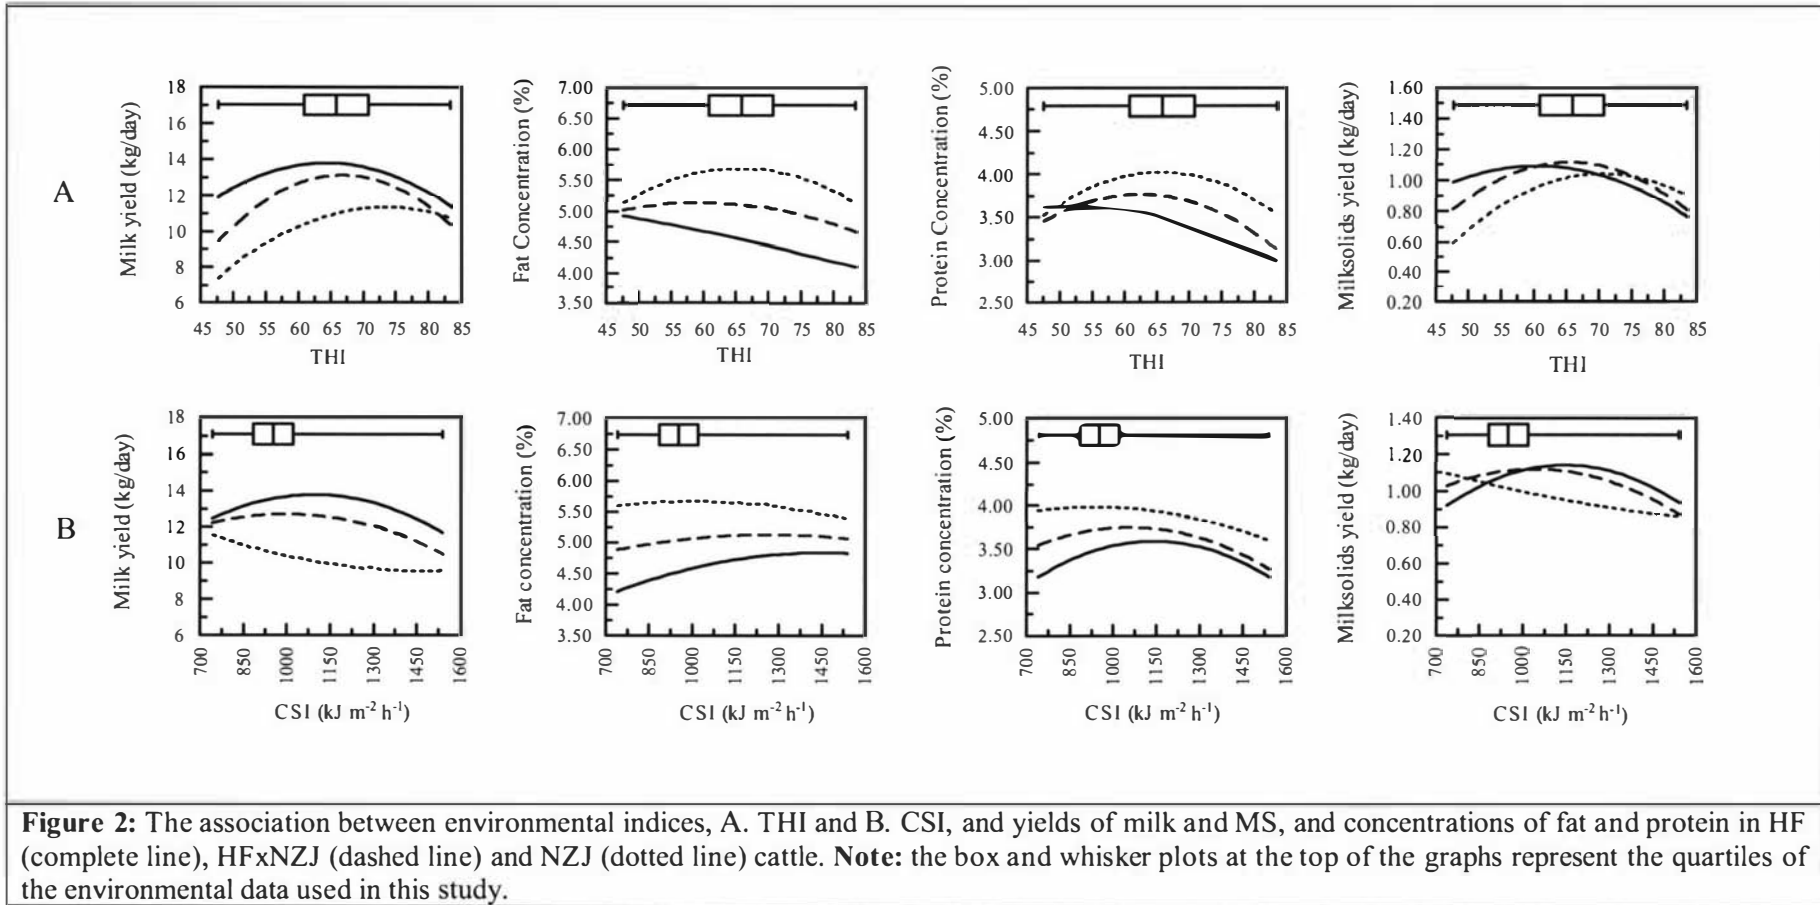 A
Milk yield (kg/day)
18
16
14
12
10
8
6
45 50 55 60 65 70 75 80 85
THI
Fat Concentration (%)
7.00
6.50
6.00
5.50
5.00
4.50
4.00
3.50
45 50 55 60 65 70 75 80 85
THI
Protein Concentration (%)
5.00
4.50
4.00
3.50
3.00
2.50
45 50 55 60 65 70 75 80 85
THI
Milksolids yield (kg/day)
1.60
1.40
1.20
1.00
0.80
0.60
0.40
0.20
45 50 55 60 65 70 75 80 85
THI
B
Milk yield (kg/day)
18
16
14
12
10
8
6
700 850 1000 1150 1300 1450 1600
CSI (kJ m⁻² h⁻¹)
Fat concentration (%)
7.00
6.50
6.00
5.50
5.00
4.50
4.00
3.50
700 850 1000 1150 1300 1450 1600
CSI (kJ m⁻² h⁻¹)
Protein concentration (%)
5.00
4.50
4.00
3.50
3.00
2.50
700 850 1000 1150 1300 1450 1600
CSI (kJ m⁻² h⁻¹)
Milksolids yield (kg/day)
1.40
1.20
1.00
0.80
0.60
0.40
0.20
700 850 1000 1150 1300 1450 1600
CSI (kJ m⁻² h⁻¹)
Figure 2: The association between environmental indices, A. THI and B. CSI, and yields of milk and MS, and concentrations of fat and protein in HF
(complete line), HFxNZJ (dashed line) and NZJ (dotted line) cattle. Note: the box and whisker plots at the top of the graphs represent the quartiles of
the environmental data used in this study.